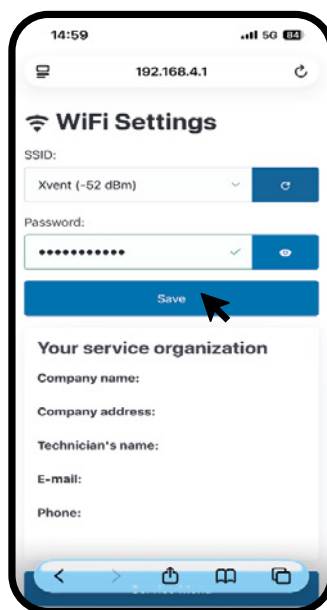 14:59 5G 84
192.168.4.1
WiFi Settings
SSID:
Xvent (-52 dBm)
Password:
•••••••••••
Save
Your service organization
Company name:
Company address:
Technician's name:
E-mail:
Phone: